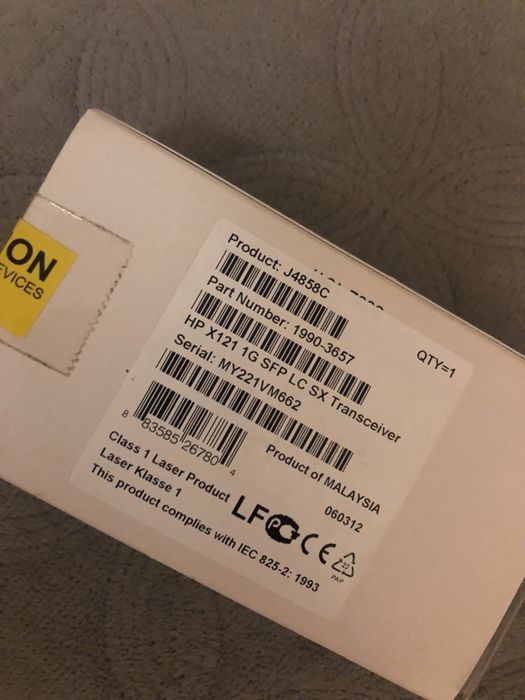 ON
EVICES
Product: J4858C
Part Number: 1990-3657
QTY=1
HP X121 1G SFP LC SX Transceiver
Serial: MY221VM662
8 83585 26780 4
Product of MALAYSIA
060312
Class 1 Laser Product
Laser Klasse 1
LF
CE
22
PAP
This product complies with IEC 825-2: 1993